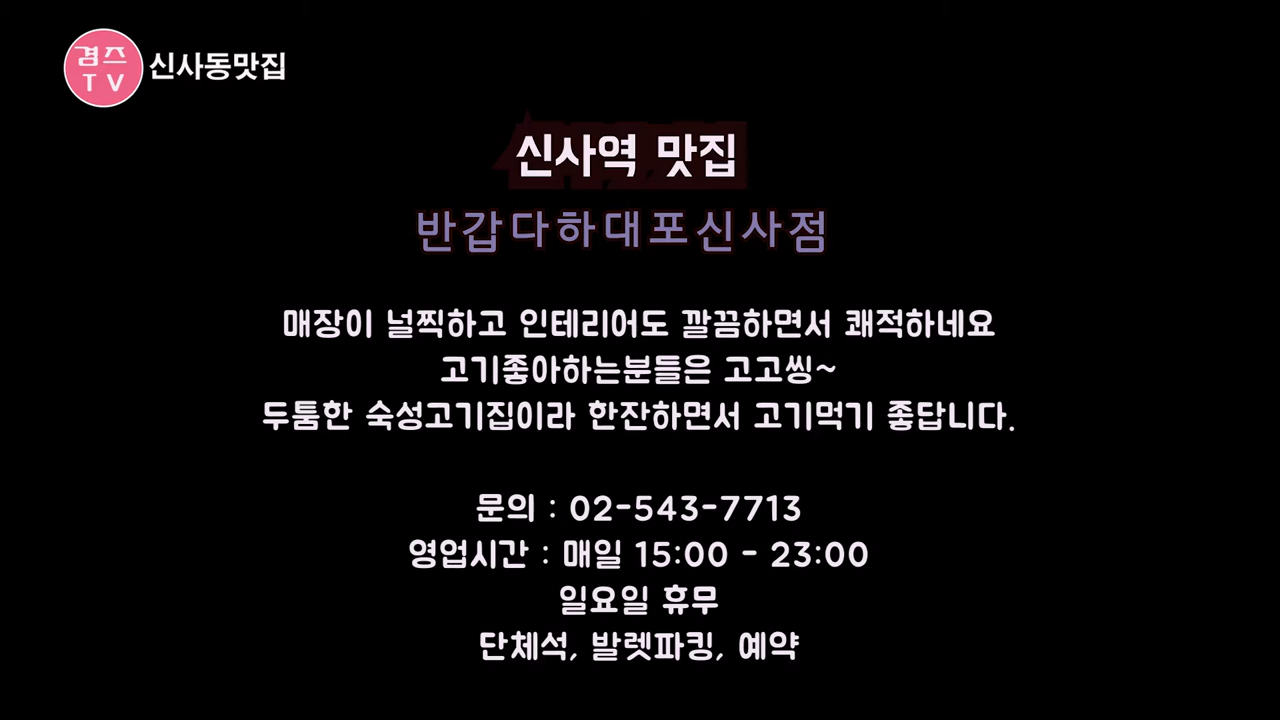 겸즈
TV
신사동맛집
신사역 맛집
반갑다하대포신사점
매장이 널찍하고 인테리어도 깔끔하면서 쾌적하네요
고기좋아하는분들은 고고씽~
두툼한 숙성고기집이라 한잔하면서 고기먹기 좋답니다.
문의 : 02-543-7713
영업시간 : 매일 15:00 - 23:00
일요일 휴무
단체석, 발렛파킹, 예약